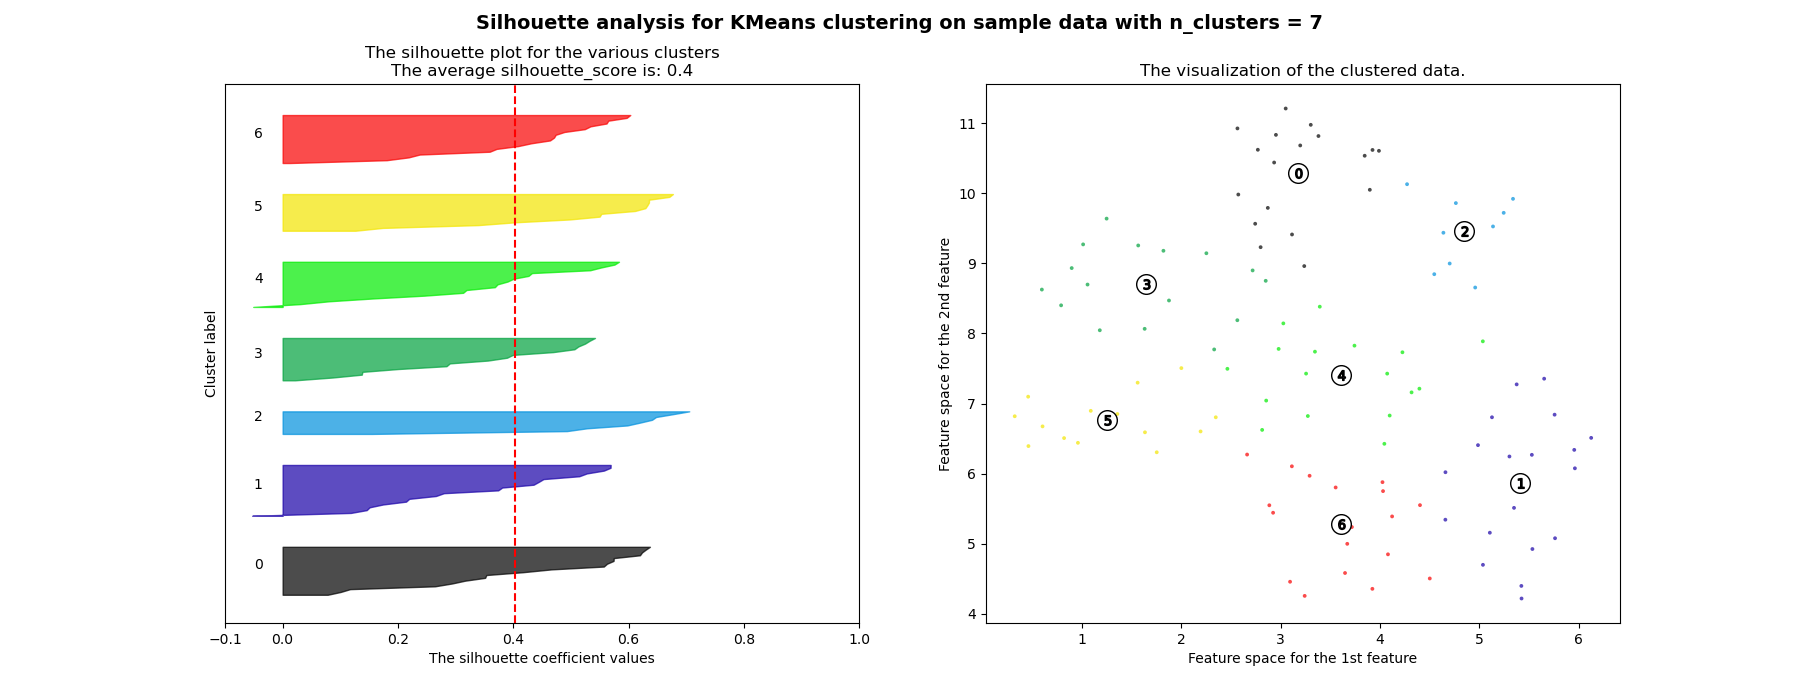 Silhouette analysis for KMeans clustering on sample data with n_clusters = 7
The silhouette plot for the various clusters
The average silhouette_score is: 0.4
Cluster label
6
5
4
3
2
1
0
−0.1 0.0 0.2 0.4 0.6 0.8 1.0
The silhouette coefficient values
The visualization of the clustered data.
Feature space for the 2nd feature
11
10
9
8
7
6
5
4
0
2
3
4
5
1
6
1 2 3 4 5 6
Feature space for the 1st feature